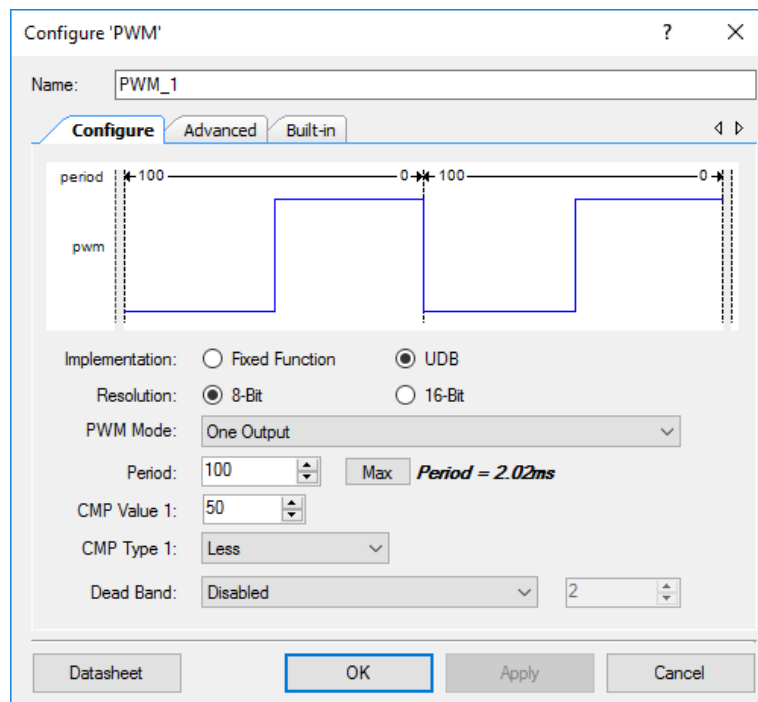 Configure 'PWM'
Name: PWM_1
Configure Advanced Built-in
period 100 0 100 0
pwm
Implementation: Fixed Function UDB
Resolution: 8-Bit 16-Bit
PWM Mode: One Output
Period: 100 Max Period = 2.02ms
CMP Value 1: 50
CMP Type 1: Less
Dead Band: Disabled 2
Datasheet OK Apply Cancel